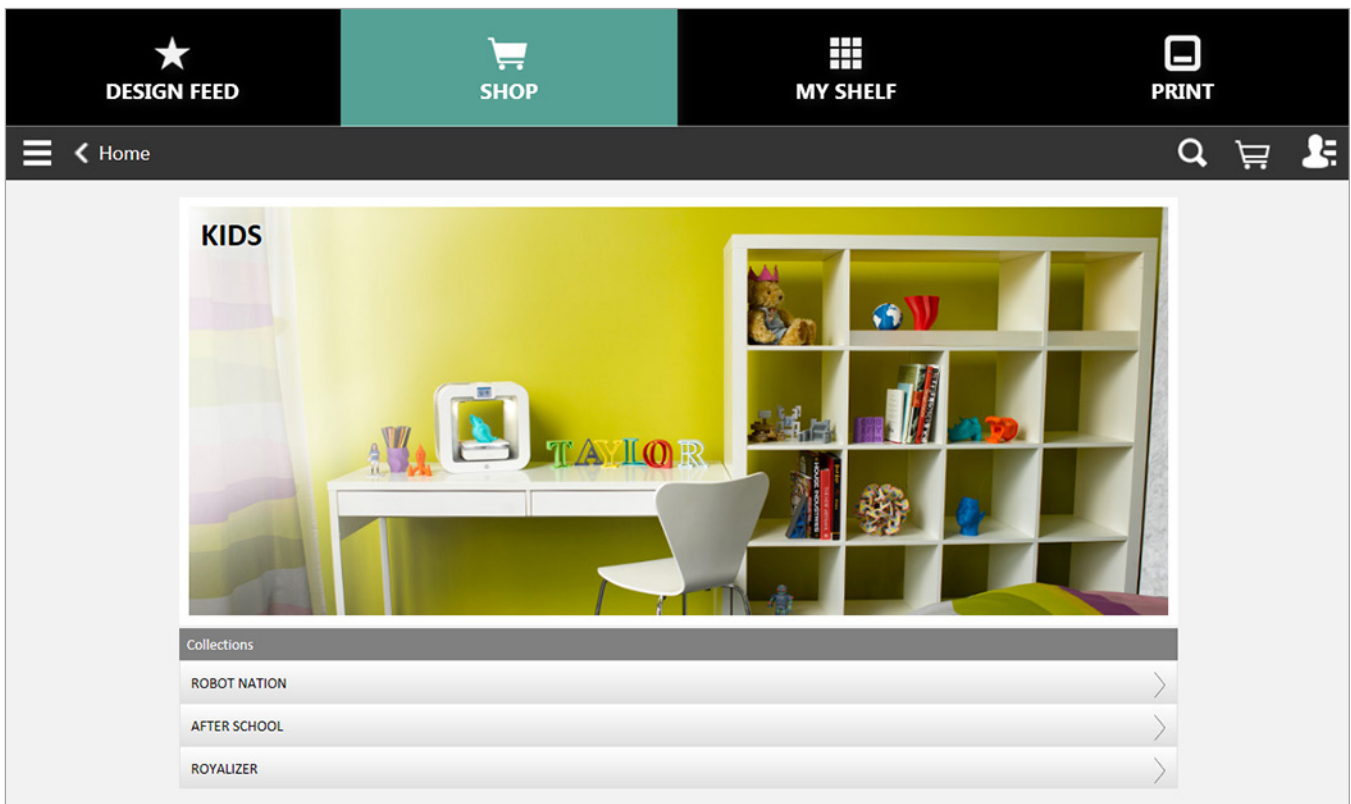 DESIGN FEED
SHOP
MY SHELF
PRINT
Home
KIDS
TAYLOR
Collections
ROBOT NATION
AFTER SCHOOL
ROYALIZER